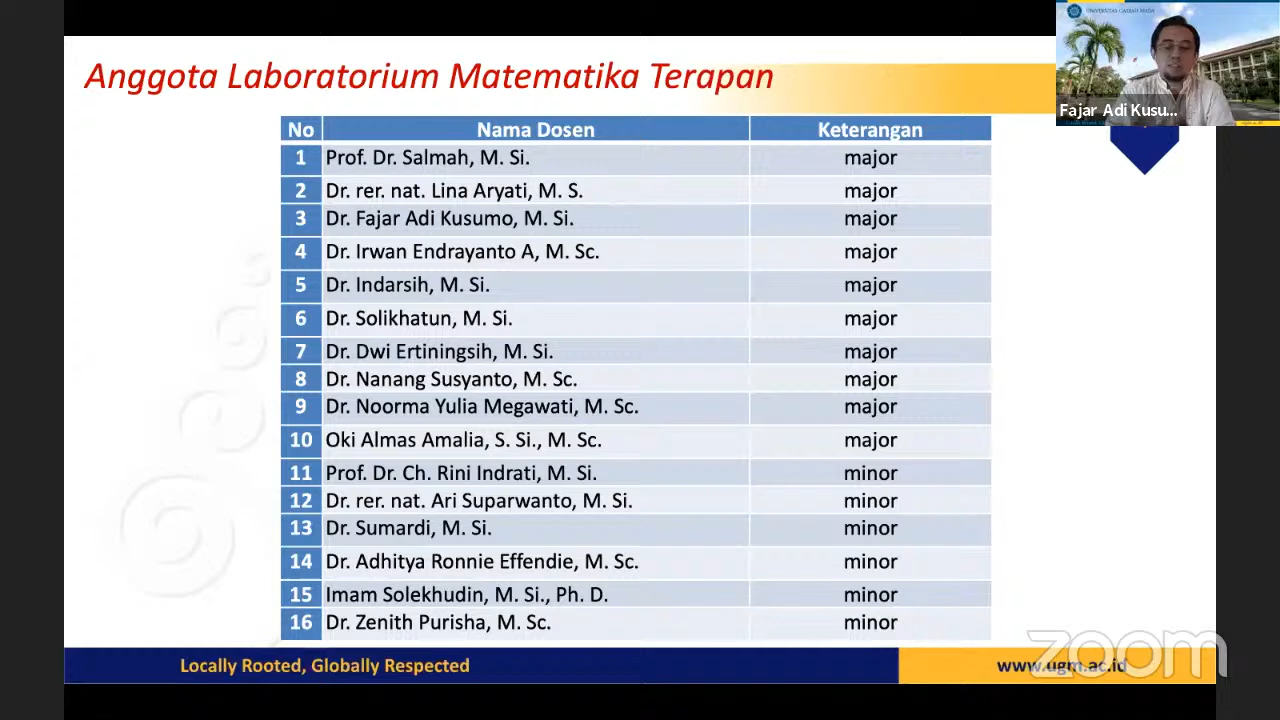 UNIVERSITAS GADJAH MADA
Anggota Laboratorium Matematika Terapan
Fajar Adi Kusu...
No Nama Dosen Keterangan
1 Prof. Dr. Salmah, M. Si. major
2 Dr. rer. nat. Lina Aryati, M. S. major
3 Dr. Fajar Adi Kusumo, M. Si. major
4 Dr. Irwan Endrayanto A, M. Sc. major
5 Dr. Indarsih, M. Si. major
6 Dr. Solikhatun, M. Si. major
7 Dr. Dwi Ertiningsih, M. Si. major
8 Dr. Nanang Susyanto, M. Sc. major
9 Dr. Noorma Yulia Megawati, M. Sc. major
10 Oki Almas Amalia, S. Si., M. Sc. major
11 Prof. Dr. Ch. Rini Indrati, M. Si. minor
12 Dr. rer. nat. Ari Suparwanto, M. Si. minor
13 Dr. Sumardi, M. Si. minor
14 Dr. Adhitya Ronnie Effendie, M. Sc. minor
15 Imam Solekhudin, M. Si., Ph. D. minor
16 Dr. Zenith Purisha, M. Sc. minor
Locally Rooted, Globally Respected www.ugm.ac.id
zoom